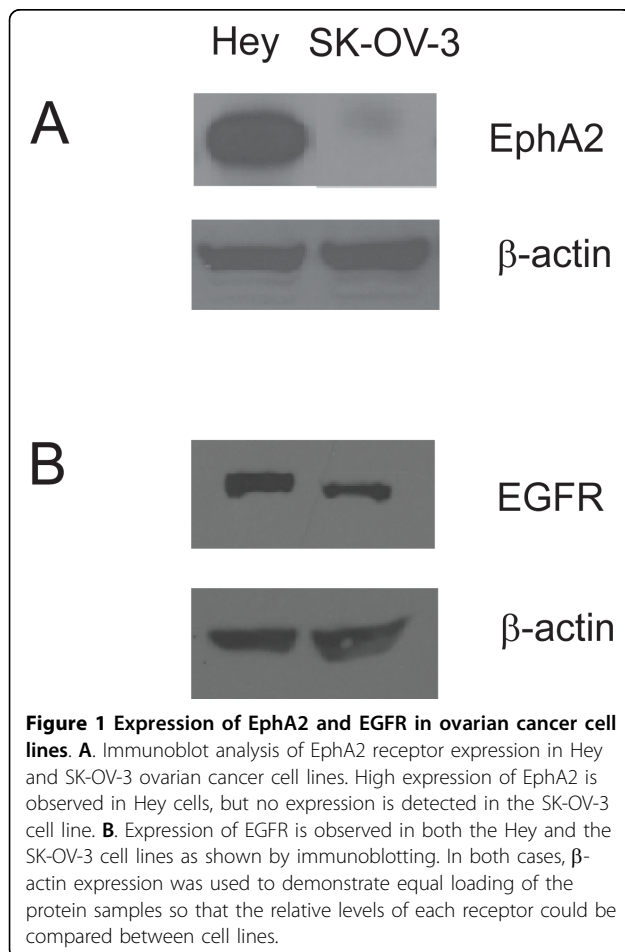 Hey SK-OV-3
A
EphA2
β-actin
B
EGFR
β-actin
Figure 1 Expression of EphA2 and EGFR in ovarian cancer cell
lines. A. Immunoblot analysis of EphA2 receptor expression in Hey
and SK-OV-3 ovarian cancer cell lines. High expression of EphA2 is
observed in Hey cells, but no expression is detected in the SK-OV-3
cell line. B. Expression of EGFR is observed in both the Hey and the
SK-OV-3 cell lines as shown by immunoblotting. In both cases, β-
actin expression was used to demonstrate equal loading of the
protein samples so that the relative levels of each receptor could be
compared between cell lines.